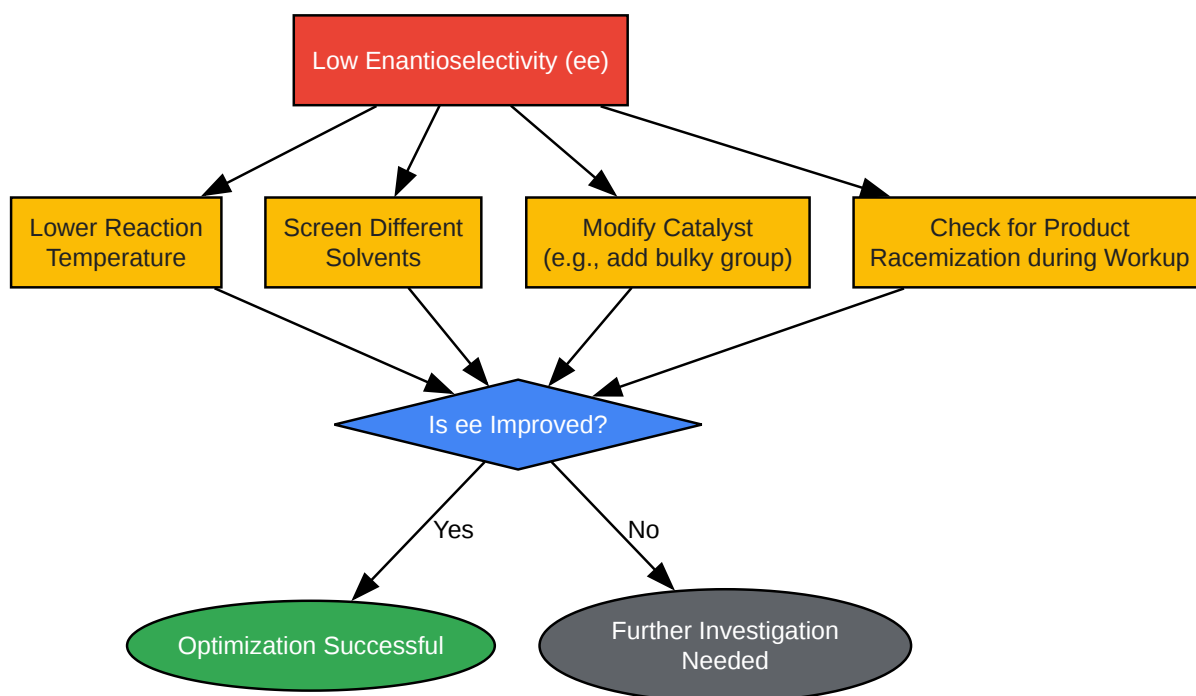 Low Enantioselectivity (ee)
Lower Reaction
Temperature
Screen Different
Solvents
Modify Catalyst
(e.g., add bulky group)
Check for Product
Racemization during Workup
Is ee Improved?
Yes
No
Optimization Successful
Further Investigation
Needed